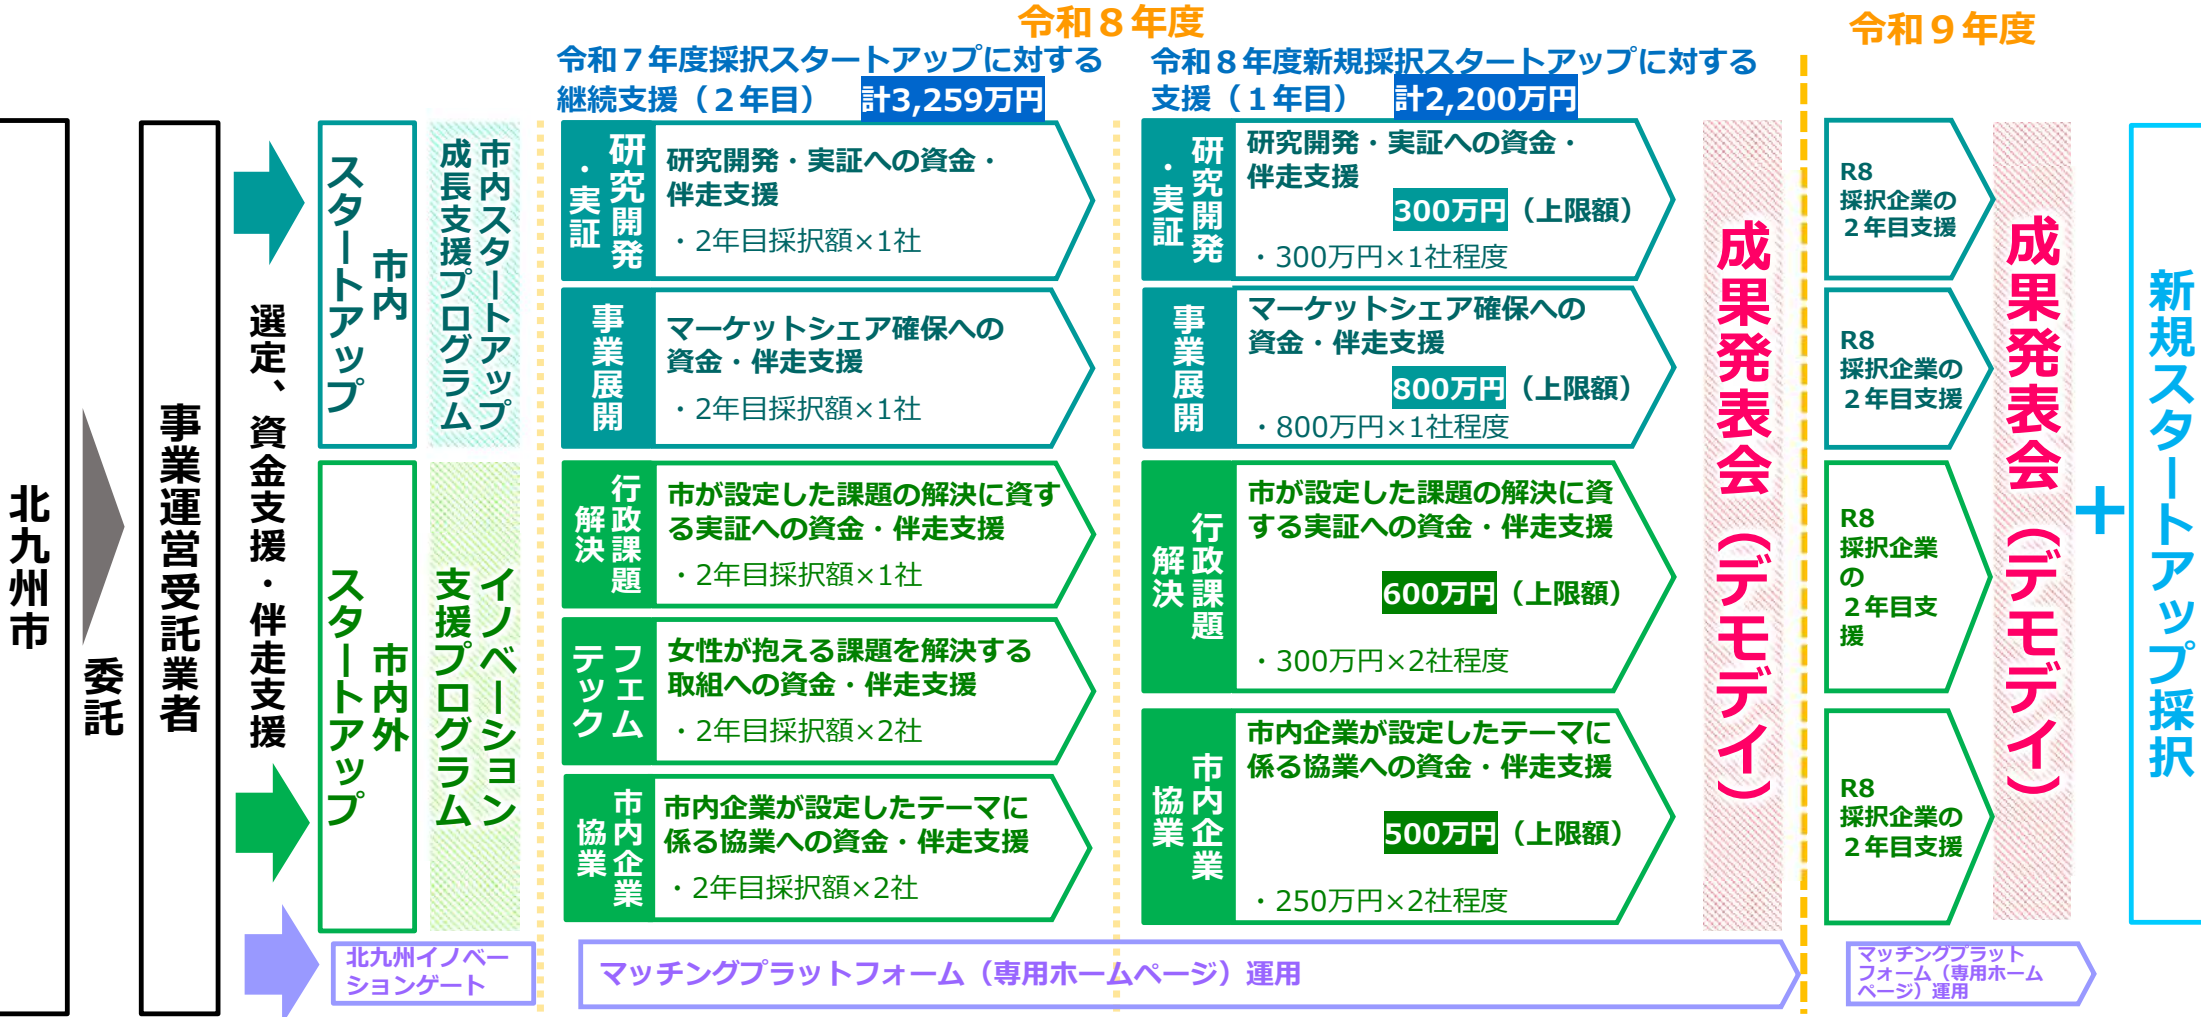 令和８年度
令和９年度
令和７年度採択スタートアップに対する
継続支援（２年目）　計3,259万円
令和８年度新規採択スタートアップに対する
支援（１年目）　計2,200万円
北九州市
委託
事業運営受託業者
選定、資金支援・伴走支援
市内
スタートアップ
市内スタートアップ
成長支援プログラム
市内外
スタートアップ
イノベーション
支援プログラム
北九州イノベー
ションゲート
研究開発
・実証
研究開発・実証への資金・
伴走支援
・2年目採択額×1社
事業展開
マーケットシェア確保への
資金・伴走支援
・2年目採択額×1社
行政課題
解決
市が設定した課題の解決に資す
る実証への資金・伴走支援
・2年目採択額×1社
フェム
テック
女性が抱える課題を解決する
取組への資金・伴走支援
・2年目採択額×2社
市内企業
協業
市内企業が設定したテーマに
係る協業への資金・伴走支援
・2年目採択額×2社
研究開発
・実証
研究開発・実証への資金・
伴走支援
300万円（上限額）
・300万円×1社程度
事業展開
マーケットシェア確保への
資金・伴走支援
800万円（上限額）
・800万円×1社程度
行政課題
解決
市が設定した課題の解決に資
する実証への資金・伴走支援
600万円（上限額）
・300万円×2社程度
市内企業
協業
市内企業が設定したテーマに
係る協業への資金・伴走支援
500万円（上限額）
・250万円×2社程度
成果発表会（デモデイ）
マッチングプラットフォーム（専用ホームページ）運用
R8
採択企業の
２年目支援
R8
採択企業の
２年目支援
R8
採択企業
の
２年目支
援
R8
採択企業の
２年目支援
成果発表会（デモデイ）
＋
新規スタートアップ採択
マッチングプラット
フォーム（専用ホーム
ページ）運用